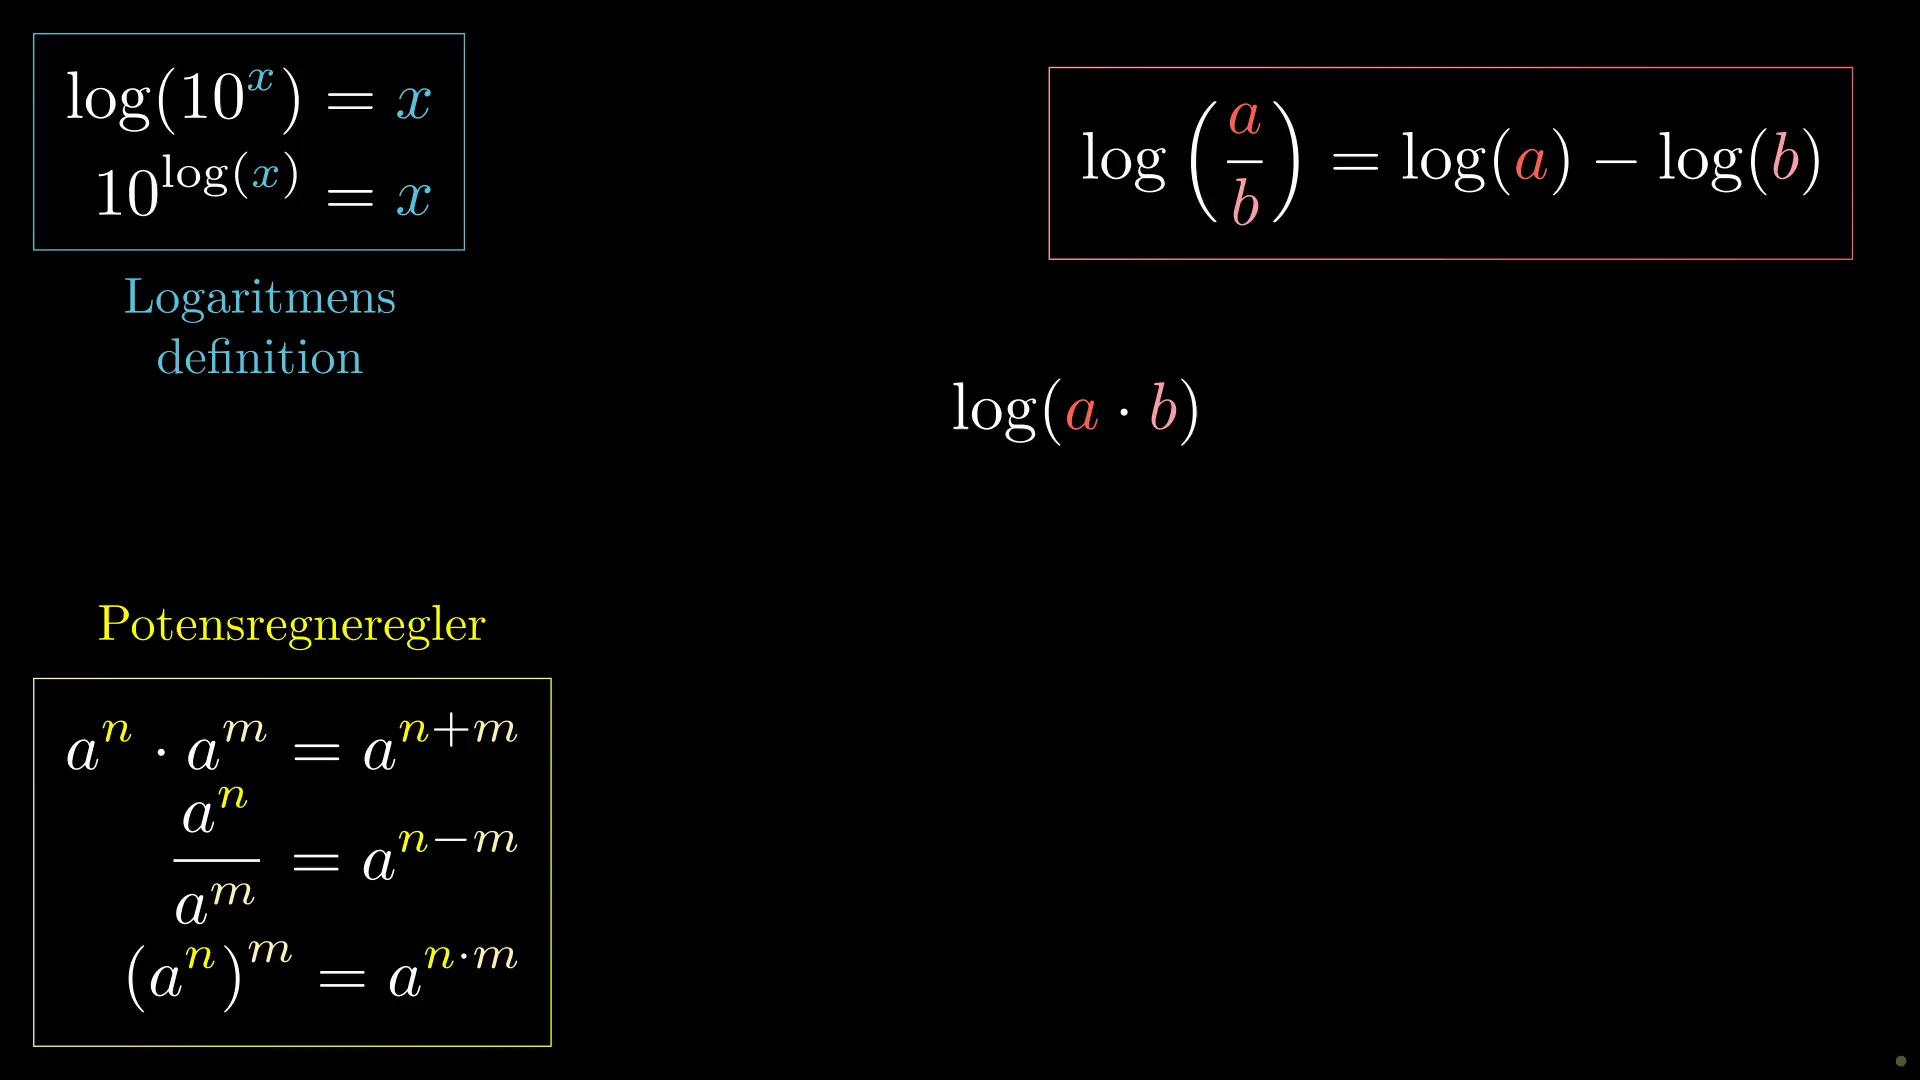 log(10^x) = x
10^log(x) = x
Logaritmens
definition
log(a/b) = log(a) − log(b)
log(a · b)
Potensregneregler
a^n · a^m = a^(n+m)
a^n/a^m = a^(n−m)
(a^n)^m = a^(n·m)